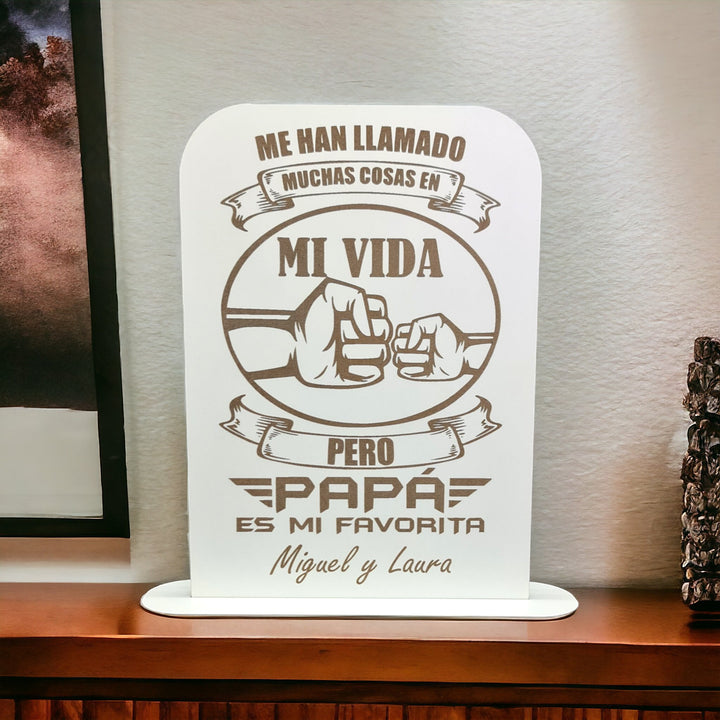 ME HAN LLAMADO
MUCHAS COSAS EN
MI VIDA
PERO
PAPÁ
ES MI FAVORITA
Miguel y Laura